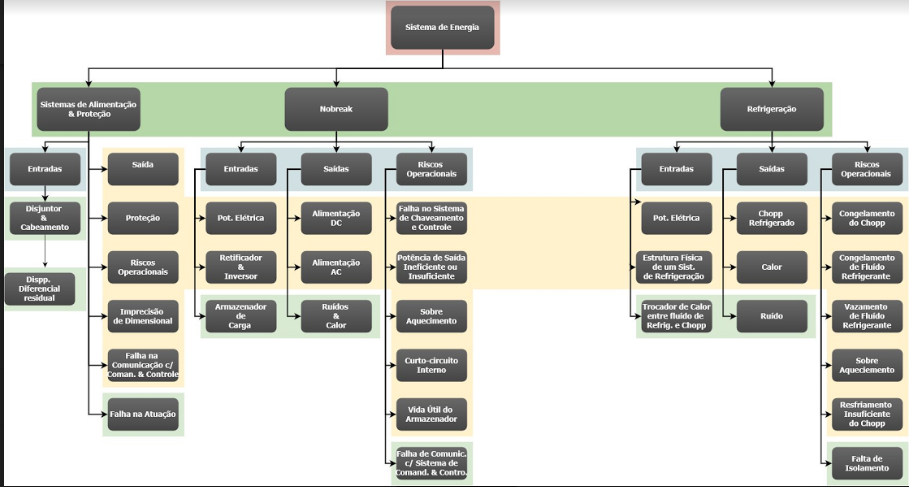 Sistema de Energia
Sistemas de Alimentação
& Proteção
Nobreak
Refrigeração
Entradas
Saída
Entradas
Saídas
Riscos
Operacionais
Entradas
Saídas
Riscos
Operacionais
Disjuntor
&
Cabeamento
Proteção
Pot. Elétrica
Alimentação
DC
Falha no Sistema
de Chaveamento
e Controle
Pot. Elétrica
Chopp
Refrigerado
Congelamento
do Chopp
Dispp.
Diferencial
residual
Riscos
Operacionais
Retificador
&
Inversor
Alimentação
AC
Potência de Saída
Ineficiente ou
Insuficiente
Estrutura Física
de um Sist.
de Refrigeração
Calor
Congelamento
de Fluído
Refrigerante
Imprecisão
de Dimensional
Armazenador
de
Carga
Ruídos
&
Calor
Sobre
Aquecimento
Trocador de Calor
entre fluído de
Refrig. e Chopp
Ruído
Vazamento
de Fluído
Refrigerante
Falha na
Comunicação c/
Coman. & Controle
Curto-circuito
Interno
Sobre
Aqueciemento
Falha na Atuação
Vida Útil do
Armazenador
Resfriamento
Insuficiente
do Chopp
Falha de Comunic.
c/ Sistema de
Comand. & Contro.
Falta de
Isolamento